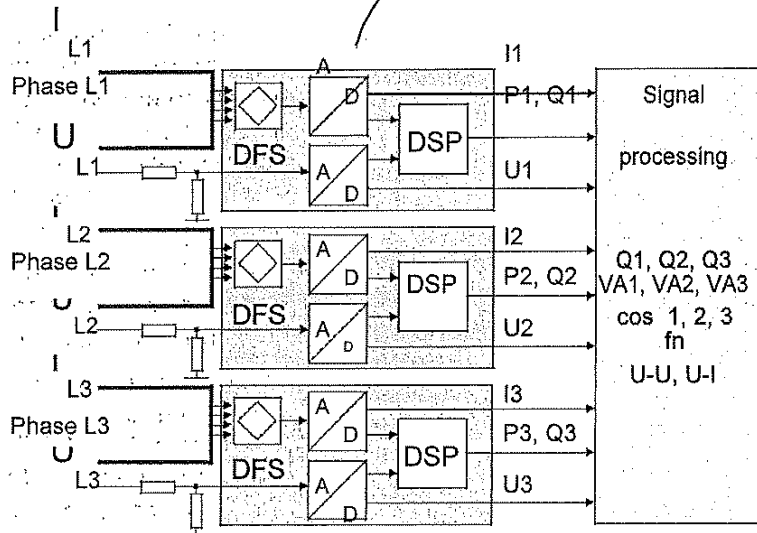 I
L1
Phase L1
U
L1
A
D
DFS
A
D
DSP
I1
P1, Q1
U1
L2
Phase L2
U
L2
A
D
DFS
A
D
DSP
I2
P2, Q2
U2
I
L3
Phase L3
U
L3
A
D
DFS
A
D
DSP
I3
P3, Q3
U3
Signal
processing
Q1, Q2, Q3
VA1, VA2, VA3
cos 1, 2, 3
fn
U-U, U-I